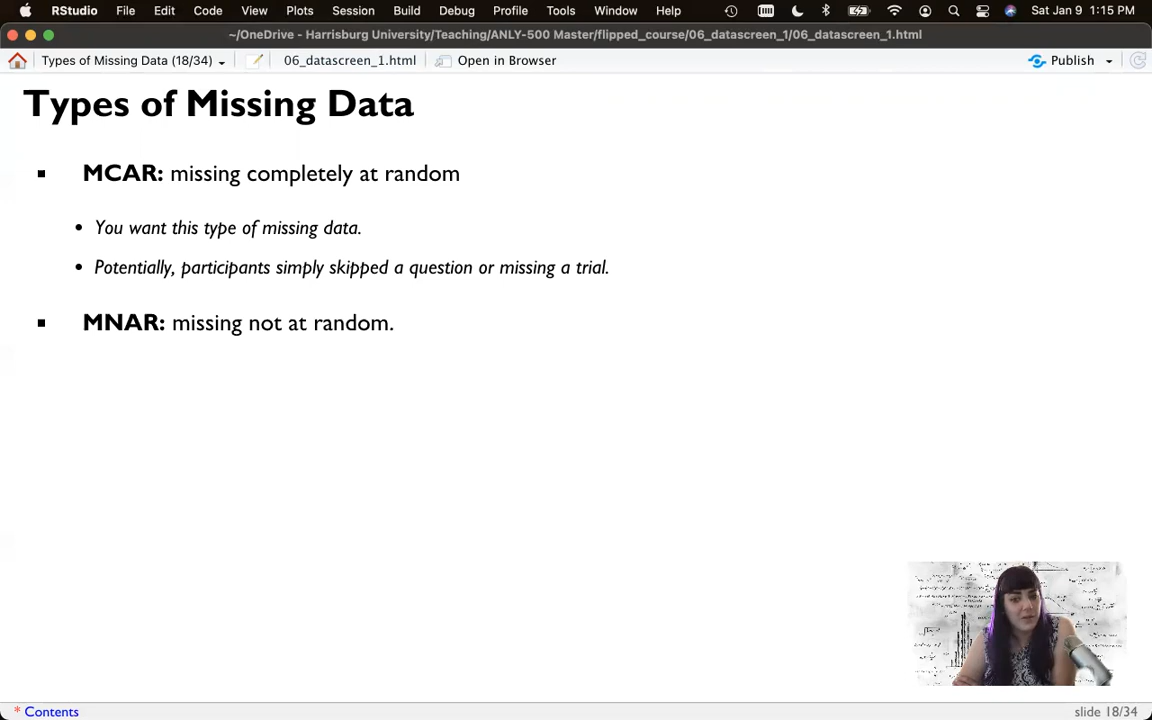 RStudio File Edit Code View Plots Session Build Debug Profile Tools Window Help Sat Jan 9 1:15 PM
~/OneDrive - Harrisburg University/Teaching/ANLY-500 Master/flipped_course/06_datascreen_1/06_datascreen_1.html
Types of Missing Data (18/34) 06_datascreen_1.html Open in Browser Publish
Types of Missing Data
MCAR: missing completely at random
You want this type of missing data.
Potentially, participants simply skipped a question or missing a trial.
MNAR: missing not at random.
* Contents slide 18/34